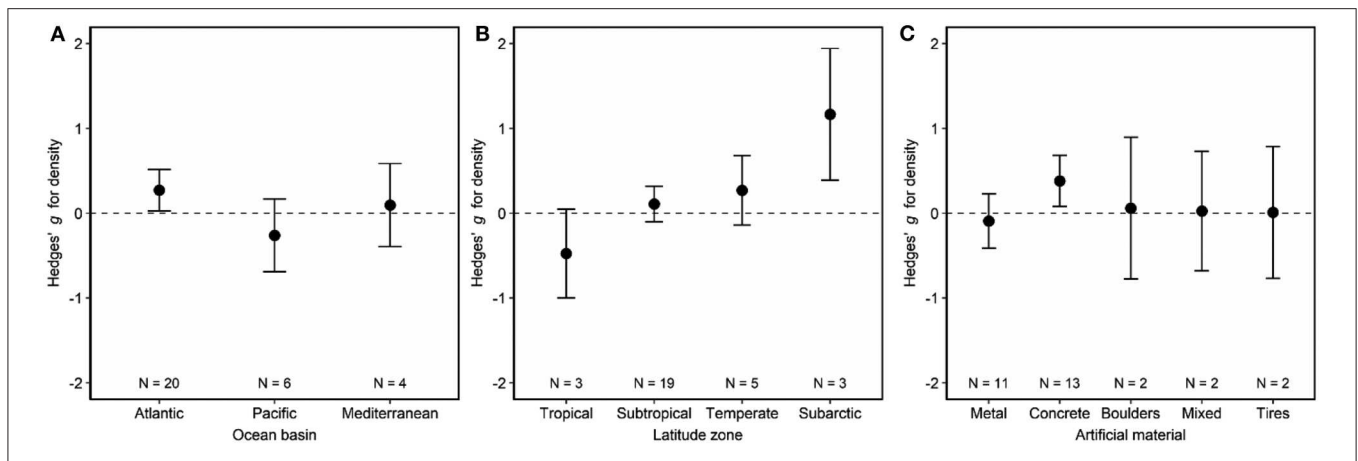 A
2
1
0
-1
-2
Hedges' g for density
N = 20 N = 6 N = 4
Atlantic Pacific Mediterranean
Ocean basin
B
2
1
0
-1
-2
Hedges' g for density
N = 3 N = 19 N = 5 N = 3
Tropical Subtropical Temperate Subarctic
Latitude zone
C
2
1
0
-1
-2
Hedges' g for density
N = 11 N = 13 N = 2 N = 2 N = 2
Metal Concrete Boulders Mixed Tires
Artificial material